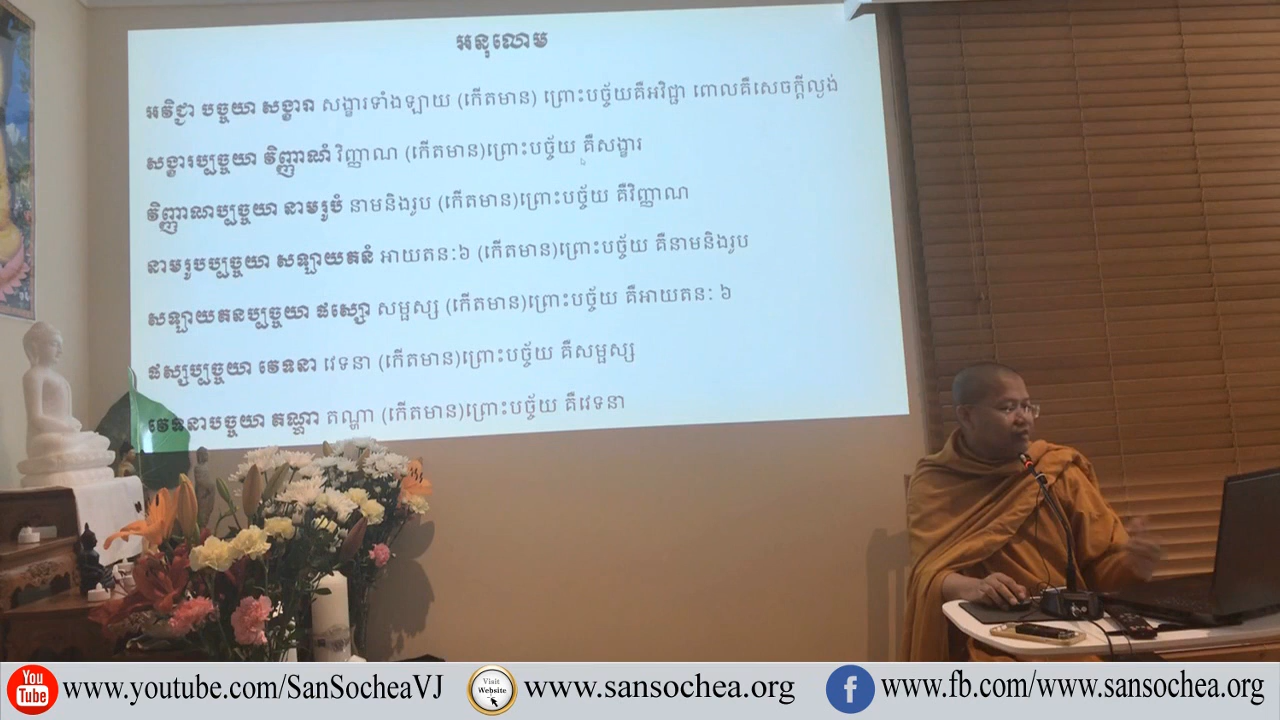 អនុលោម
អវិជ្ជា បច្ចយា សង្ខារា សង្ខារទាំងឡាយ (កើតមាន) ព្រោះបច្ច័យគឺអវិជ្ជា ពោលគឺសេចក្ដីល្ងង់
សង្ខារប្បច្ចយា វិញ្ញាណំ វិញ្ញាណ (កើតមាន)ព្រោះបច្ច័យ គឺសង្ខារ
វិញ្ញាណប្បច្ចយា នាមរូបំ នាមនិងរូប (កើតមាន)ព្រោះបច្ច័យ គឺវិញ្ញាណ
នាមរូបប្បច្ចយា សឡាយតនំ អាយតនៈ៦ (កើតមាន)ព្រោះបច្ច័យ គឺនាមនិងរូប
សឡាយតនប្បច្ចយា ផស្សោ សម្ផស្ស (កើតមាន)ព្រោះបច្ច័យ គឺអាយតនៈ ៦
ផស្សប្បច្ចយា វេទនា វេទនា (កើតមាន)ព្រោះបច្ច័យ គឺសម្ផស្ស
វេទនាបច្ចយា តណ្ហា តណ្ហា (កើតមាន)ព្រោះបច្ច័យ គឺវេទនា
You Tube www.youtube.com/SanSocheaVJ Visit Website www.sansochea.org f www.fb.com/www.sansochea.org